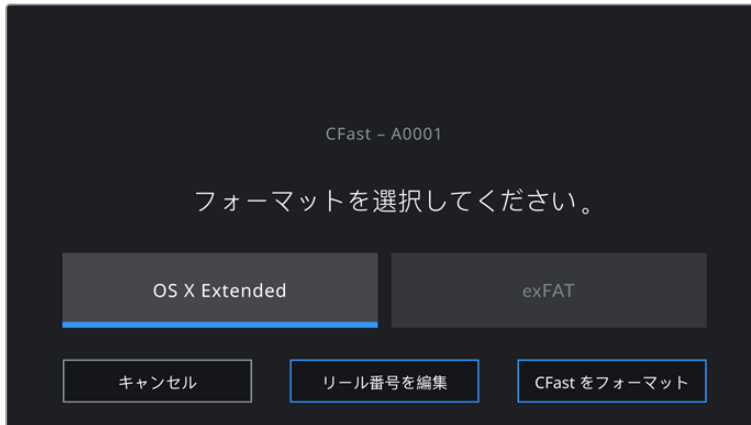 CFast – A0001
フォーマットを選択してください。
OS X Extended
exFAT
キャンセル
リール番号を編集
CFast をフォーマット